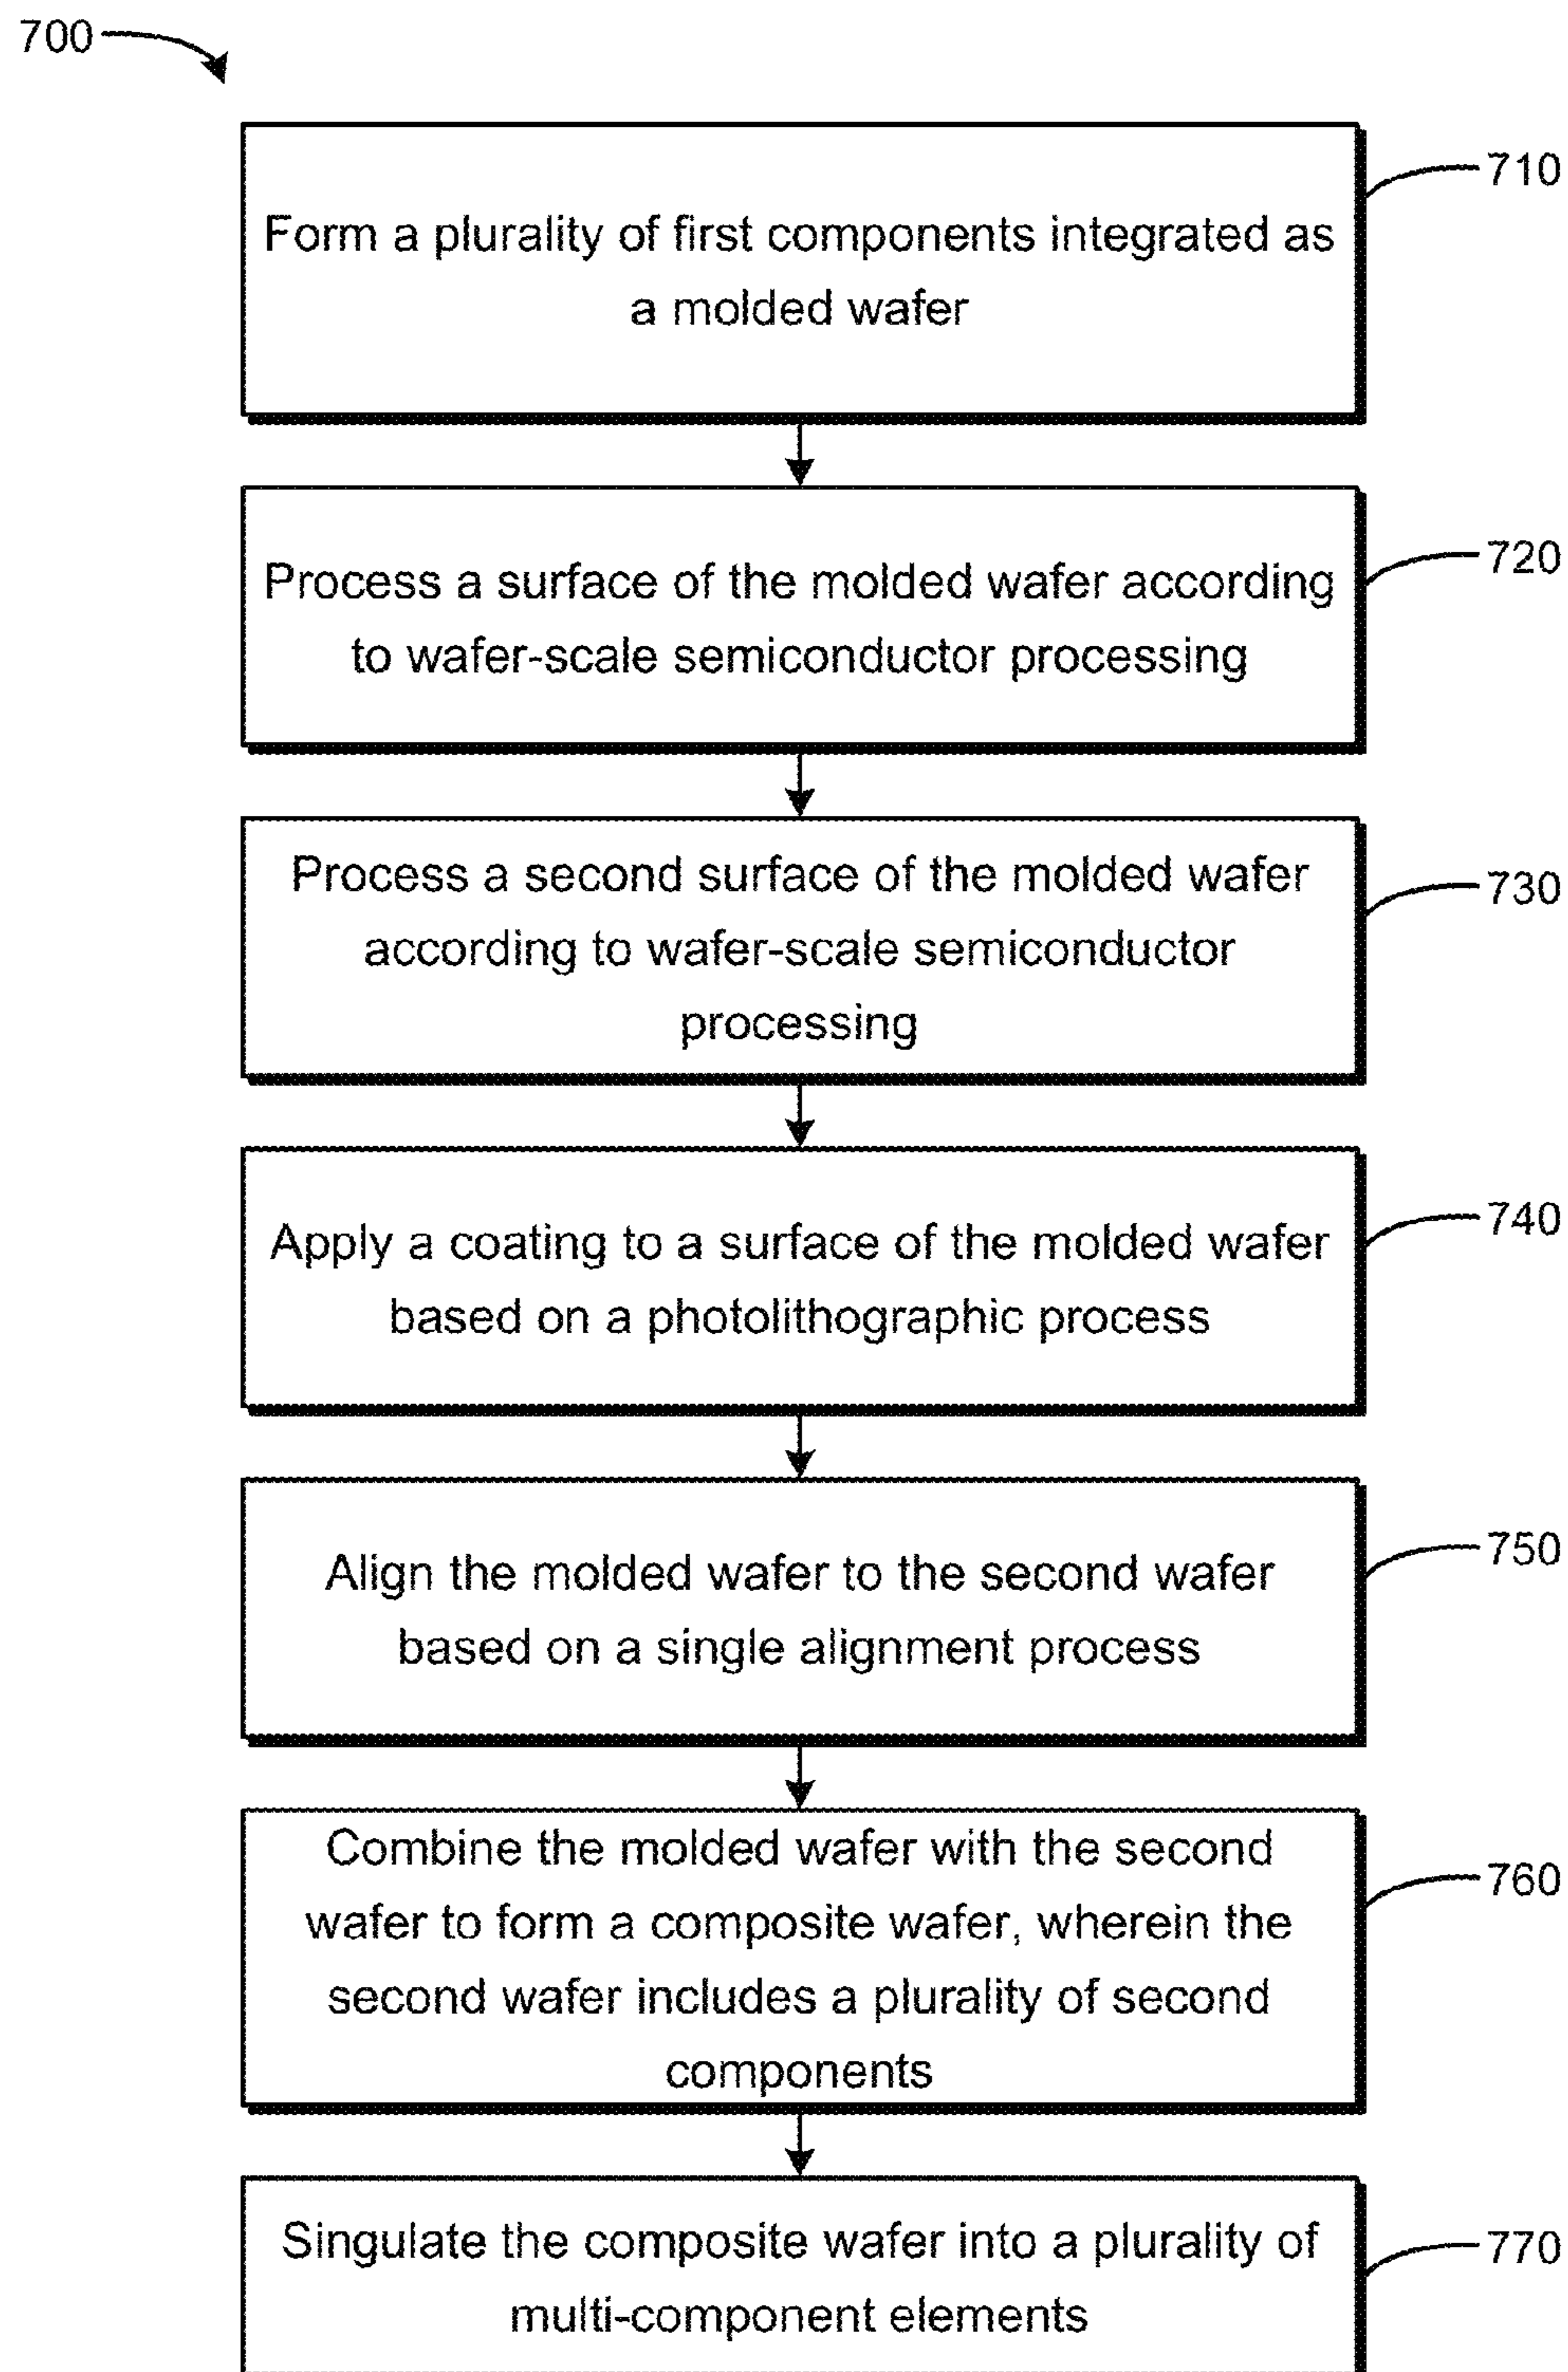 700
710
Form a plurality of first components integrated as
a molded wafer
720
Process a surface of the molded wafer according
to wafer-scale semiconductor processing
730
Process a second surface of the molded wafer
according to wafer-scale semiconductor
processing
740
Apply a coating to a surface of the molded wafer
based on a photolithographic process
750
Align the molded wafer to the second wafer
based on a single alignment process
760
Combine the molded wafer with the second
wafer to form a composite wafer, wherein the
second wafer includes a plurality of second
components
770
Singulate the composite wafer into a plurality of
multi-component elements